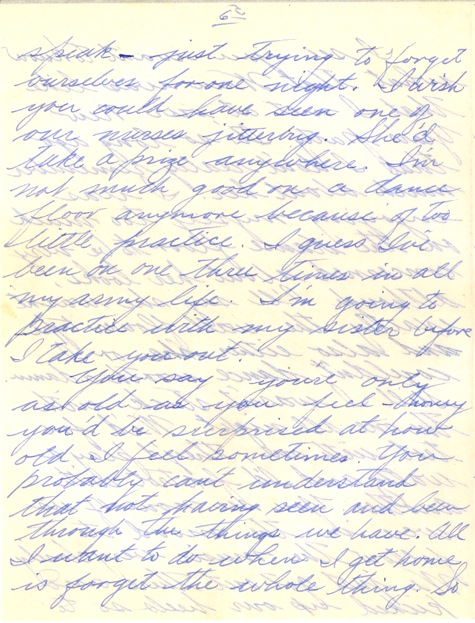 5
speak - just trying to forget
ourselves for one night. I wish
you could have seen one of
our nurses jitterbug. She'd
take a prize anywhere. I'm
not much good on a dance
floor anymore because of too
little practice. I guess I've
been on one three times in all
my army life. I'm going to
practice with my sister before
I take you out.
You say you're only
as old as you feel - honey
you'd be surprised at how
old I feel sometimes. You
probably can't understand
that not having seen and been
through the things we have. All
I want to do when I get home
is forget the whole thing. So